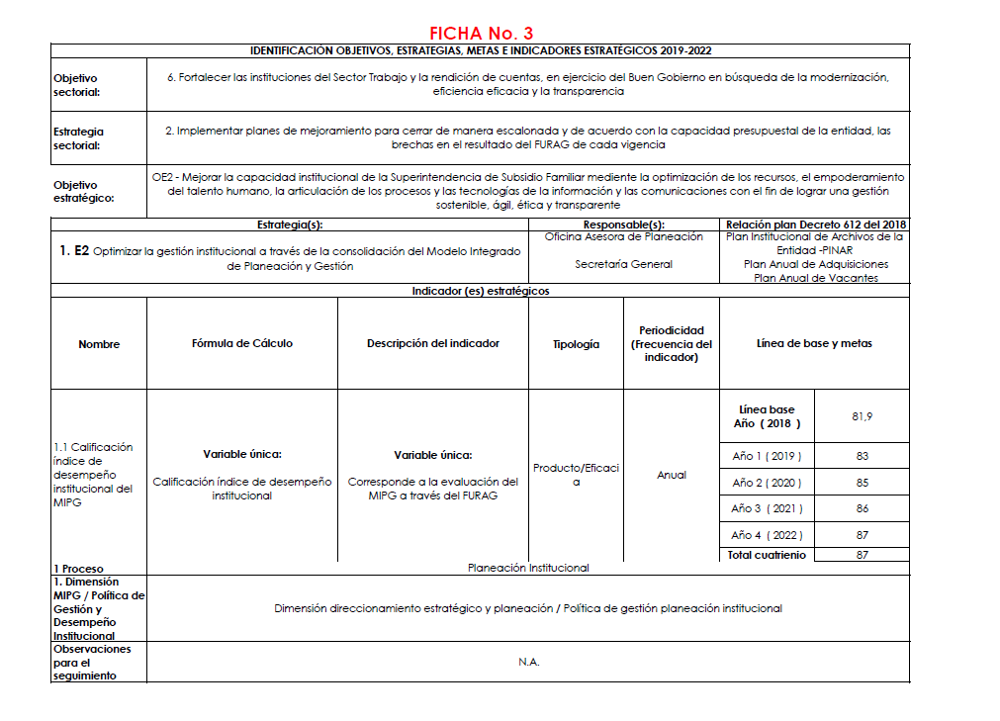 FICHA No. 3
IDENTIFICACIÓN OBJETIVOS, ESTRATEGIAS, METAS E INDICADORES ESTRATÉGICOS 2019-2022
Objetivo
sectorial:
6. Fortalecer las instituciones del Sector Trabajo y la rendición de cuentas, en ejercicio del Buen Gobierno en búsqueda de la modernización,
eficiencia eficacia y la transparencia
Estrategia
sectorial:
2. Implementar planes de mejoramiento para cerrar de manera escalonada y de acuerdo con la capacidad presupuestal de la entidad, las
brechas en el resultado del FURAG de cada vigencia
Objetivo
estratégico:
OE2 - Mejorar la capacidad institucional de la Superintendencia de Subsidio Familiar mediante la optimización de los recursos, el empoderamiento
del talento humano, la articulación de los procesos y las tecnologías de la información y las comunicaciones con el fin de lograr una gestión
sostenible, ágil, ética y transparente
Estrategia(s):
Responsable(s):
Relación plan Decreto 612 del 2018
1. E2 Optimizar la gestión institucional a través de la consolidación del Modelo Integrado
de Planeación y Gestión
Oficina Asesora de Planeación
Secretaría General
Plan Institucional de Archivos de la
Entidad -PINAR
Plan Anual de Adquisiciones
Plan Anual de Vacantes
Indicador (es) estratégicos
Nombre
Fórmula de Cálculo
Descripción del indicador
Tipología
Periodicidad
(Frecuencia del
indicador)
Línea de base y metas
1.1 Calificación
índice de
desempeño
institucional del
MIPG
Variable única:
Calificación índice de desempeño
institucional
Variable única:
Corresponde a la evaluación del
MIPG a través del FURAG
Producto/Eficaci
a
Anual
Línea base
Año ( 2018 )
81,9
Año 1 ( 2019 )
83
Año 2 ( 2020 )
85
Año 3 ( 2021 )
86
Año 4 ( 2022 )
87
Total cuatrienio
87
1 Proceso
Planeación Institucional
1. Dimensión
MIPG / Política de
Gestión y
Desempeño
Institucional
Dimensión direccionamiento estratégico y planeación / Política de gestión planeación institucional
Observaciones
para el
seguimiento
N.A.